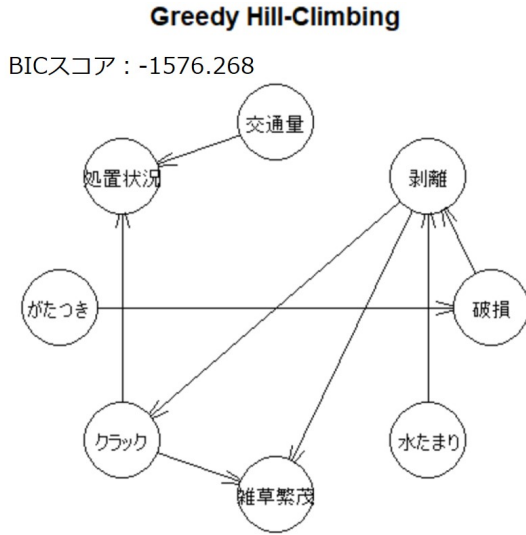 Greedy Hill-Climbing
BICスコア：-1576.268
交通量
処置状況
剥離
がたつき
破損
クラック
水たまり
雑草繁茂